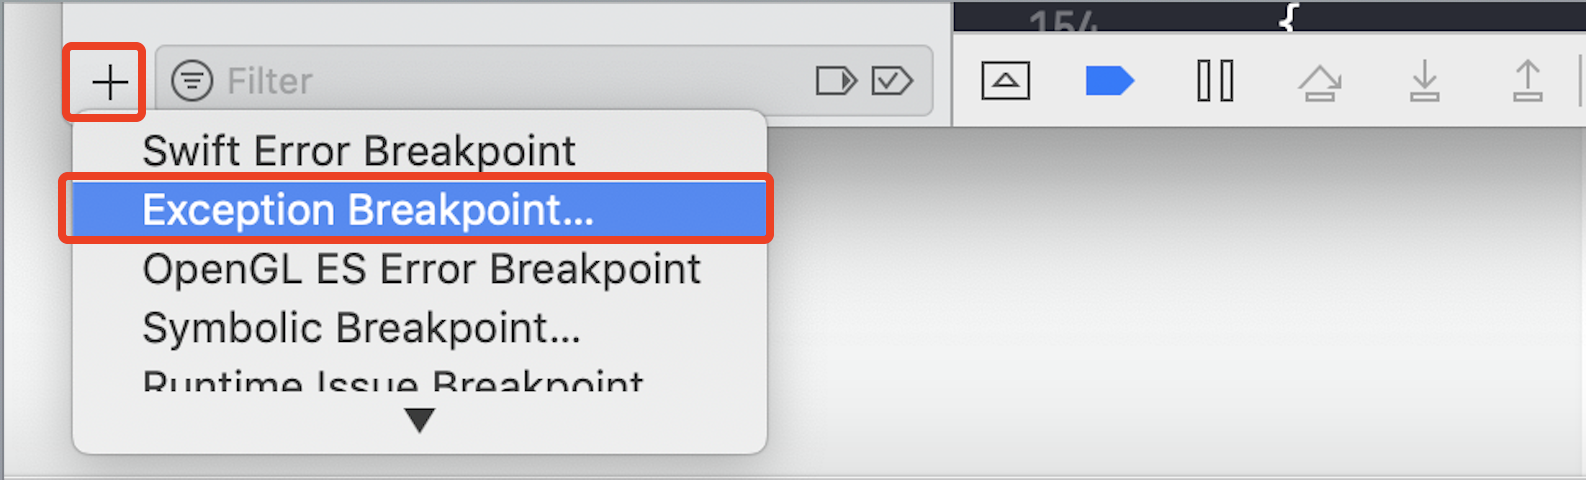 154
{
Filter
Swift Error Breakpoint
Exception Breakpoint...
OpenGL ES Error Breakpoint
Symbolic Breakpoint...
Runtime Issue Breakpoint